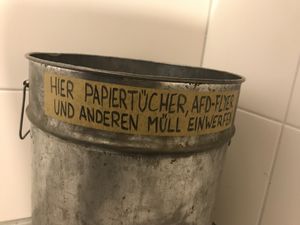 HIER PAPIERTÜCHER, AFD-FLYER
UND ANDEREN MÜLL EINWERFEN